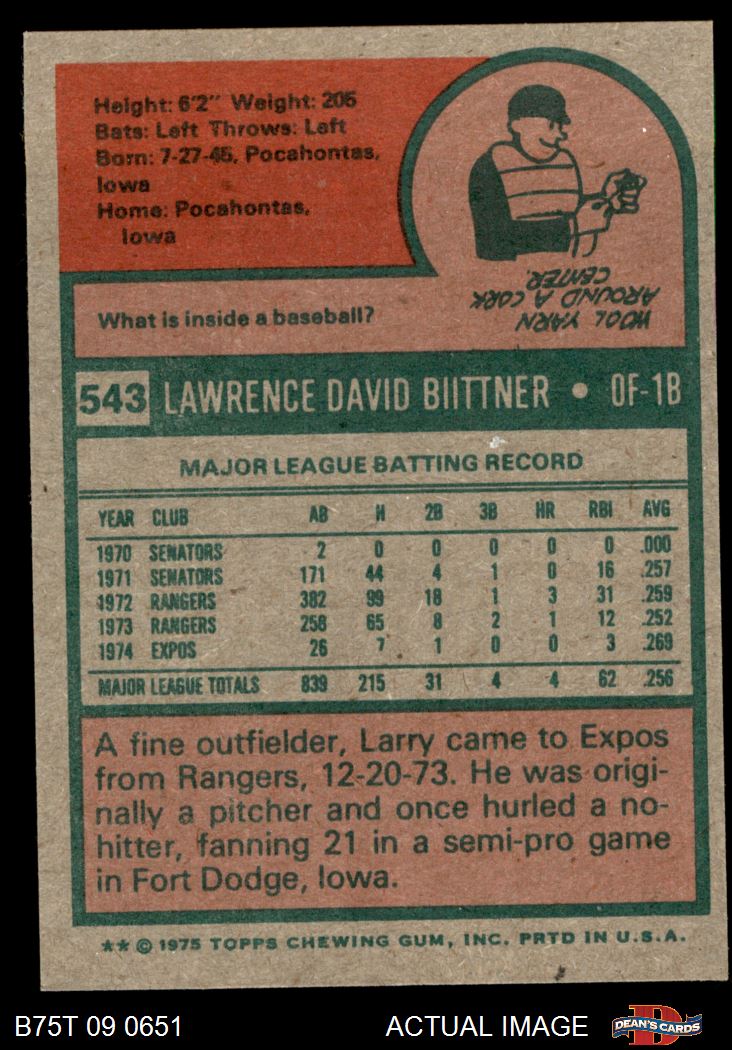 Height: 6'2" Weight: 205
Bats: Left Throws: Left
Born: 7-27-45, Pocahontas,
Iowa
Home: Pocahontas,
Iowa
What is inside a baseball?
WOOL YARN
AROUND A CORK
CENTER.
543 LAWRENCE DAVID BIITTNER • OF-1B
MAJOR LEAGUE BATTING RECORD
YEAR CLUB AB H 2B 3B HR RBI AVG
1970 SENATORS 2 0 0 0 0 0 .000
1971 SENATORS 171 44 4 1 0 16 .257
1972 RANGERS 382 99 18 1 3 31 .259
1973 RANGERS 258 65 8 2 1 12 .252
1974 EXPOS 26 7 1 0 0 3 .269
MAJOR LEAGUE TOTALS 839 215 31 4 4 62 .256
A fine outfielder, Larry came to Expos
from Rangers, 12-20-73. He was origi-
nally a pitcher and once hurled a no-
hitter, fanning 21 in a semi-pro game
in Fort Dodge, Iowa.
** © 1975 TOPPS CHEWING GUM, INC. PRTD IN U.S.A.
B75T 09 0651 ACTUAL IMAGE DEAN'S CARDS